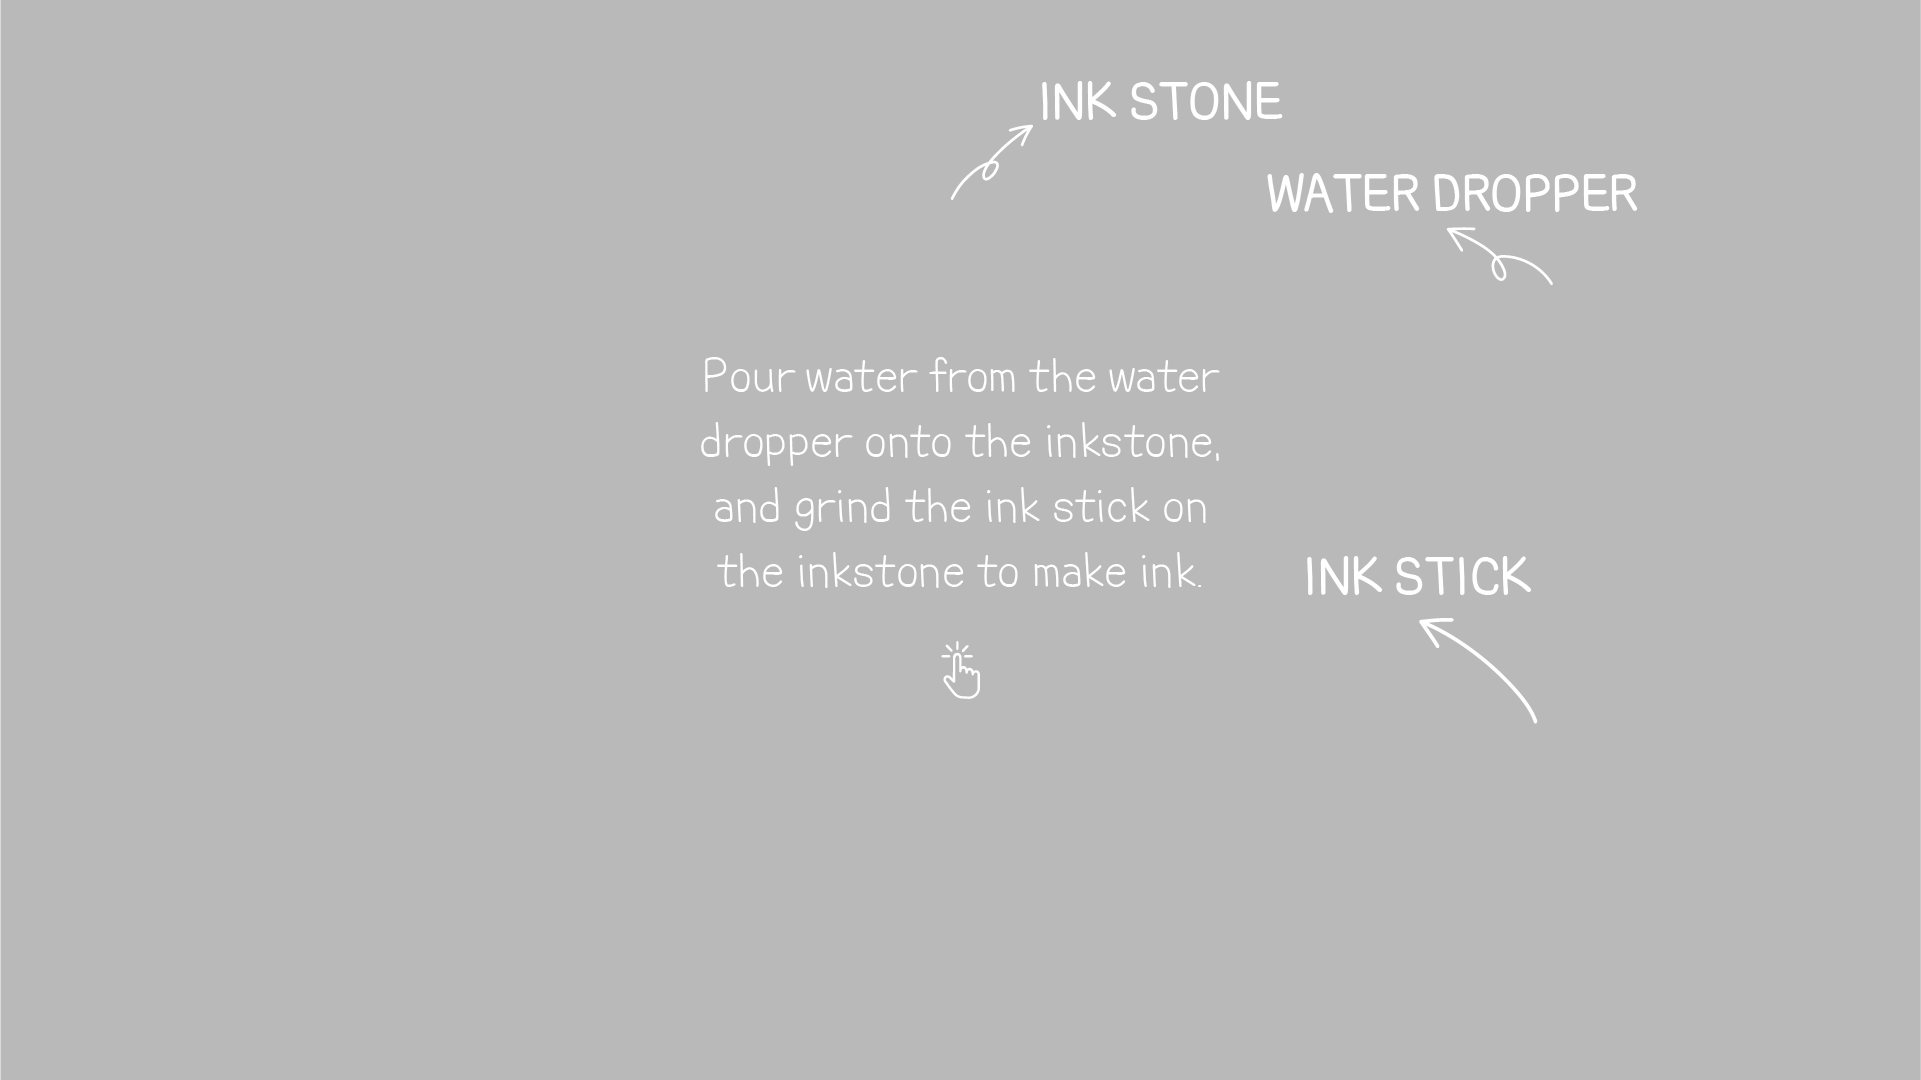 INK STONE
WATER DROPPER
Pour water from the water
dropper onto the inkstone,
and grind the ink stick on
the inkstone to make ink.
INK STICK